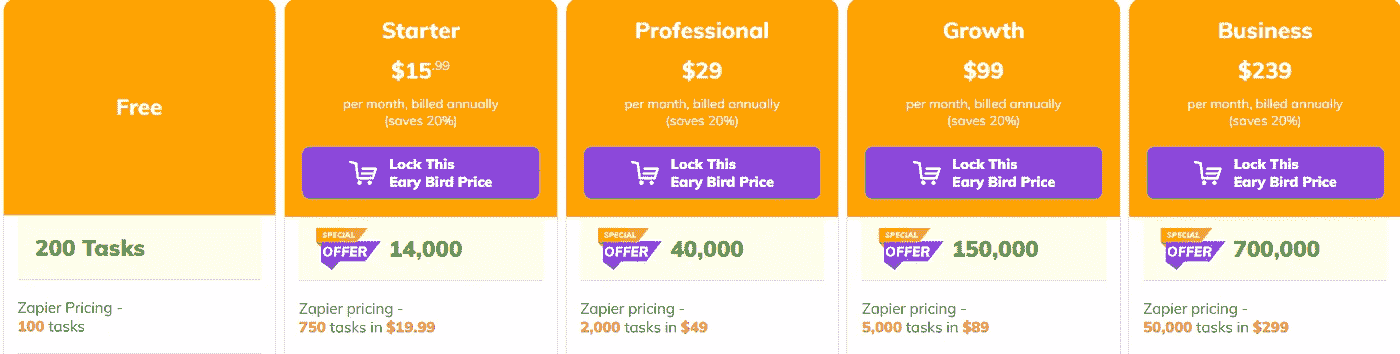 Free
200 Tasks
Zapier Pricing -
100 tasks
Starter
$15.99
per month, billed annually
(saves 20%)
Lock This
Eary Bird Price
SPECIAL
OFFER
14,000
Zapier pricing -
750 tasks in $19.99
Professional
$29
per month, billed annually
(saves 20%)
Lock This
Eary Bird Price
SPECIAL
OFFER
40,000
Zapier pricing -
2,000 tasks in $49
Growth
$99
per month, billed annually
(saves 20%)
Lock This
Eary Bird Price
SPECIAL
OFFER
150,000
Zapier pricing -
5,000 tasks in $89
Business
$239
per month, billed annually
(saves 20%)
Lock This
Eary Bird Price
SPECIAL
OFFER
700,000
Zapier pricing -
50,000 tasks in $299